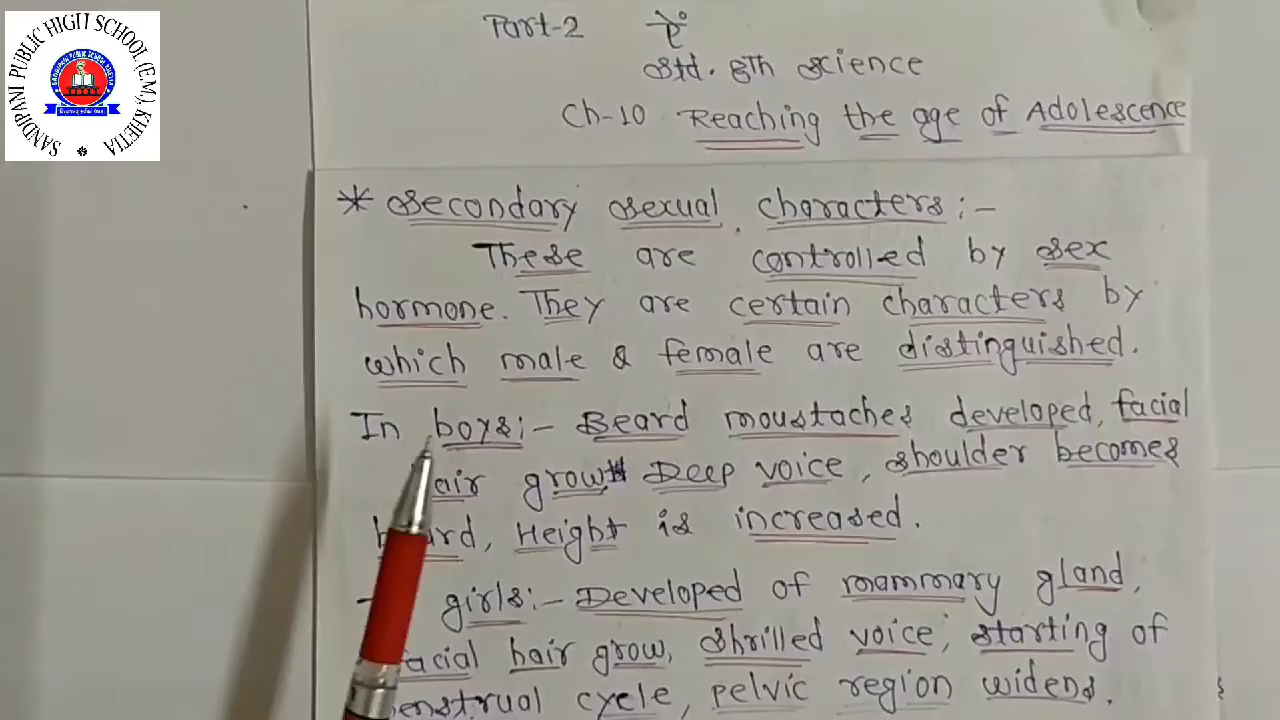 SANDIPANI PUBLIC HIGH SCHOOL (E.M.), KHETIA
Part-2 ऐं
Std. 8th Science
Ch-10 Reaching the age of Adolescence
* Secondary Sexual characters:-
These are controlled by sex
hormone. They are certain characters by
which male & female are distinguished.
In boys:- Beard moustaches developed, facial
air grow Deep voice, shoulder becomes
Height is increased.
girls:- Developed of mammary gland,
facial hair grow, shrilled voice, starting of
menstrual cycle, pelvic region widens.